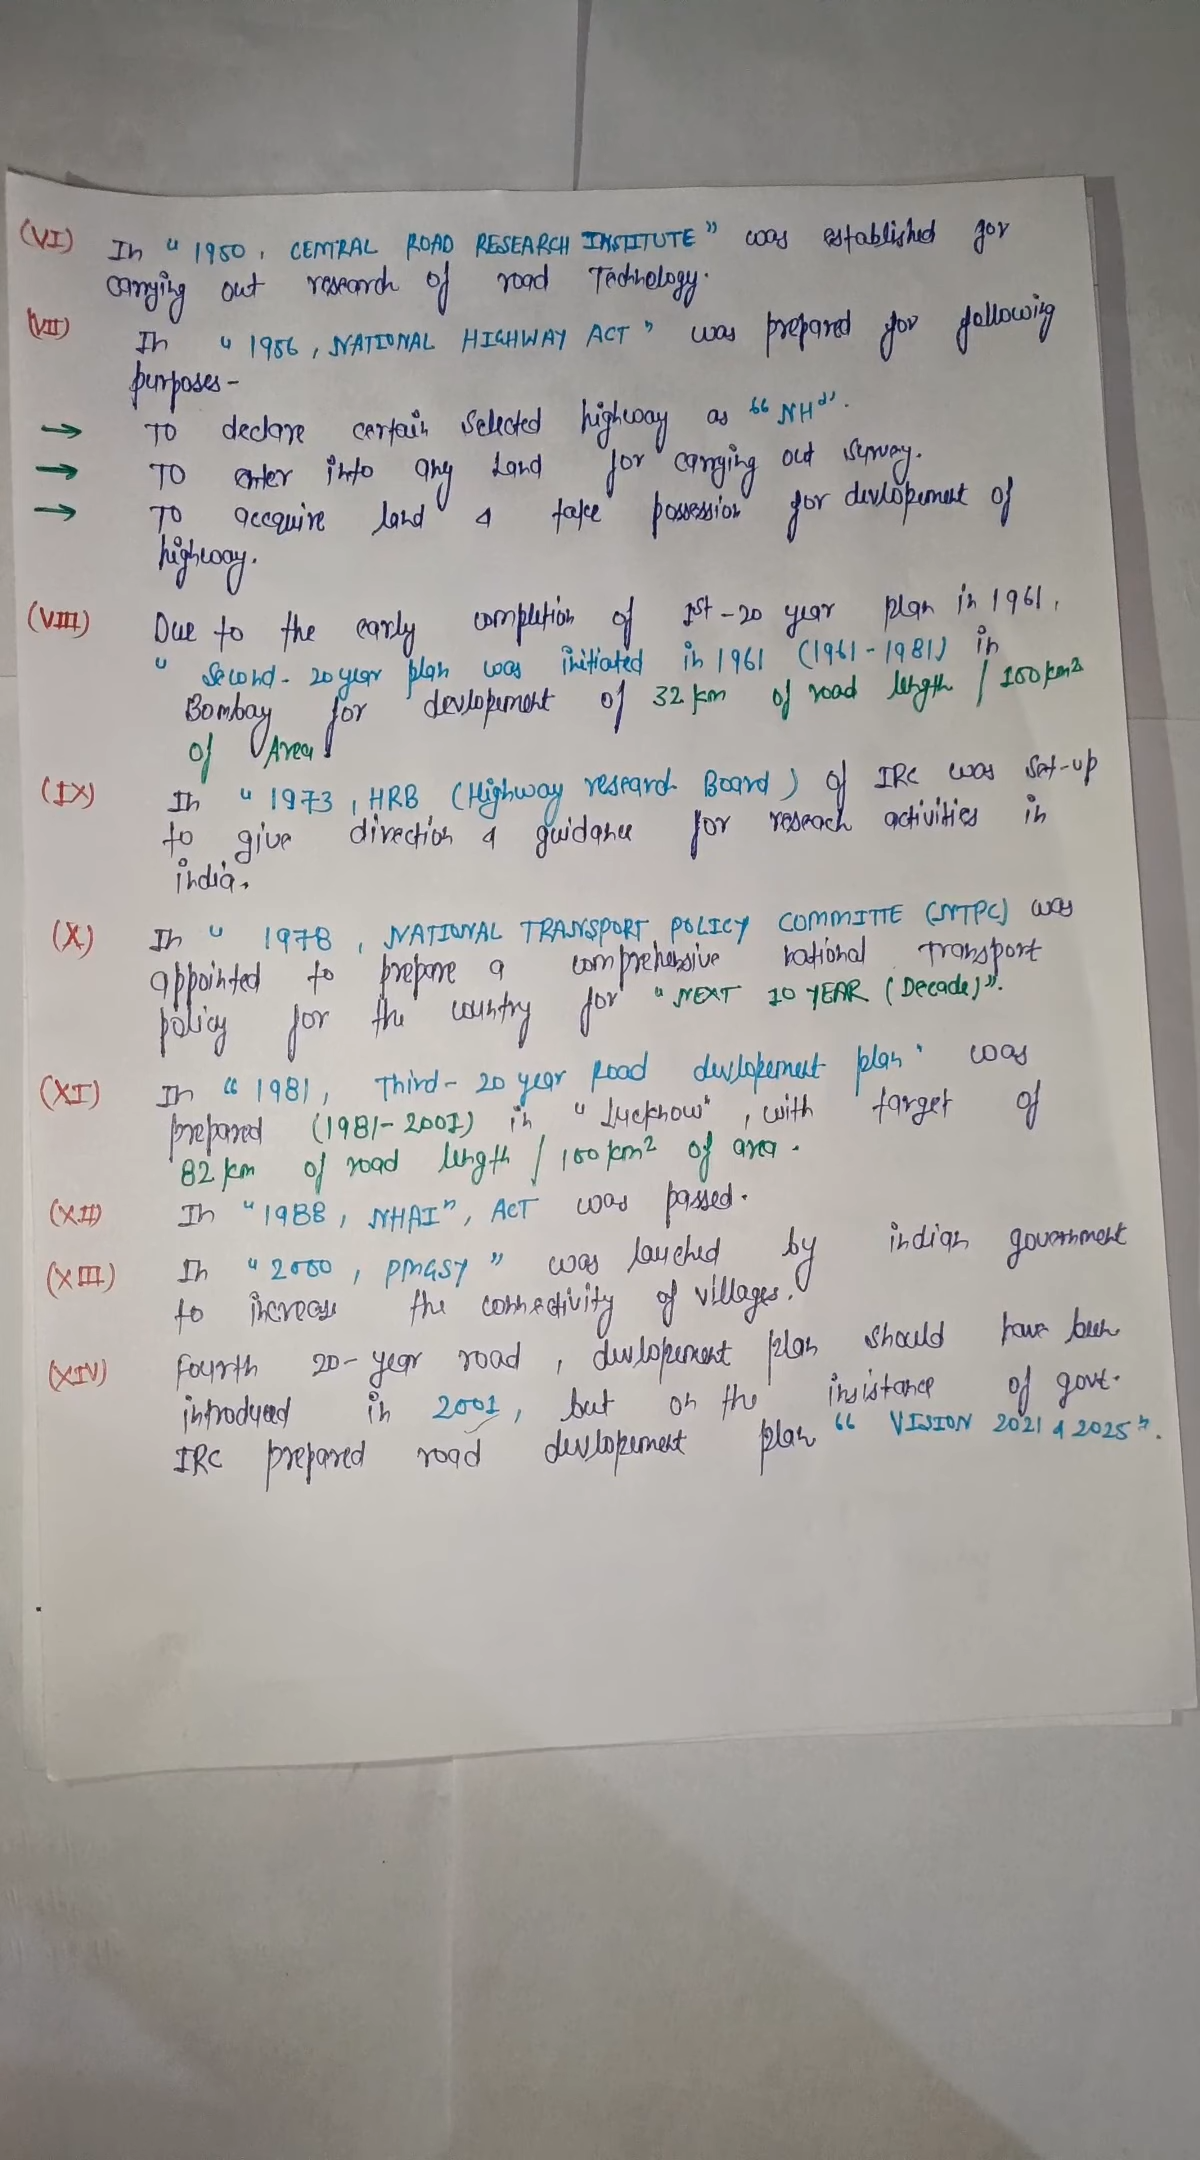 (VI) In " 1950, CENTRAL ROAD RESEARCH INSTITUTE" was established for
carrying out research of road Technology.
(VII) In " 1956, NATIONAL HIGHWAY ACT" was prepared for following
purposes-
→ To declare certain selected highway as "NH".
→ To enter into any land for carrying out survey.
→ To accquire land & take possession for devlopement of
highway.
(VIII) Due to the early completion of Ist-20 year plan in 1961,
" Second-20 year plan was initiated in 1961 (1961-1981) in
Bombay for devlopement of 32 km of road length / 100 km²
of Area.
(IX) In " 1973, HRB (Highway research Board) of IRC was set-up
to give direction & guidance for reseach activities in
india.
(X) In " 1978, NATIONAL TRANSPORT POLICY COMMITTE (NTPC) was
appointed to prepare a comprehensive national transport
policy for the country for "NEXT 10 YEAR (Decade)".
(XI) In " 1981, Third-20 year Road devlopement plan" was
prepared (1981-2001) in "Lucknow", with target of
82 km of road length / 100 km² of area.
(XII) In "1988, NHAI", ACT was passed.
(XIII) In "2000, PMGSY" was lauched by indian government
to increase the connectivity of villages.
(XIV) Fourth 20-year road, devlopement plan should have been
introduced in 2001, but on the insistance of govt.
IRC prepared road devlopement plan "VISION 2021 & 2025".